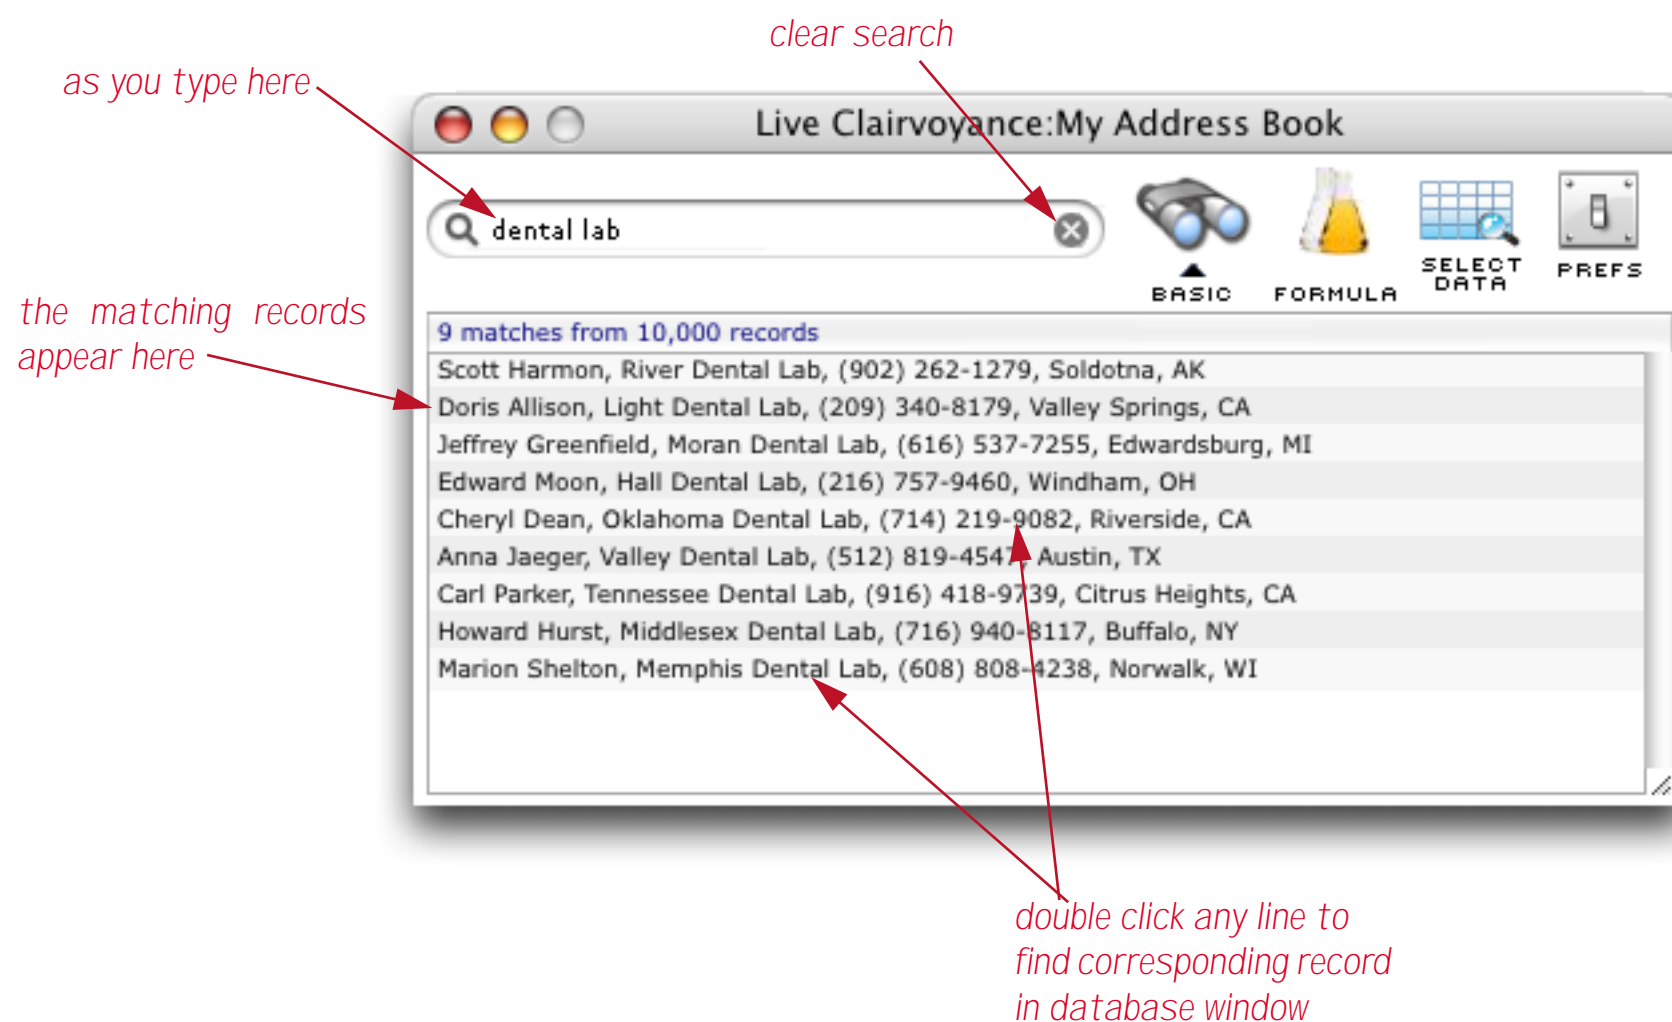 clear search
as you type here
Live Clairvoyance:My Address Book
dental lab
BASIC
FORMULA
SELECT
DATA
PREFS
the matching records
appear here
9 matches from 10,000 records
Scott Harmon, River Dental Lab, (902) 262-1279, Soldotna, AK
Doris Allison, Light Dental Lab, (209) 340-8179, Valley Springs, CA
Jeffrey Greenfield, Moran Dental Lab, (616) 537-7255, Edwardsburg, MI
Edward Moon, Hall Dental Lab, (216) 757-9460, Windham, OH
Cheryl Dean, Oklahoma Dental Lab, (714) 219-9082, Riverside, CA
Anna Jaeger, Valley Dental Lab, (512) 819-4547, Austin, TX
Carl Parker, Tennessee Dental Lab, (916) 418-9739, Citrus Heights, CA
Howard Hurst, Middlesex Dental Lab, (716) 940-8117, Buffalo, NY
Marion Shelton, Memphis Dental Lab, (608) 808-4238, Norwalk, WI
double click any line to
find corresponding record
in database window